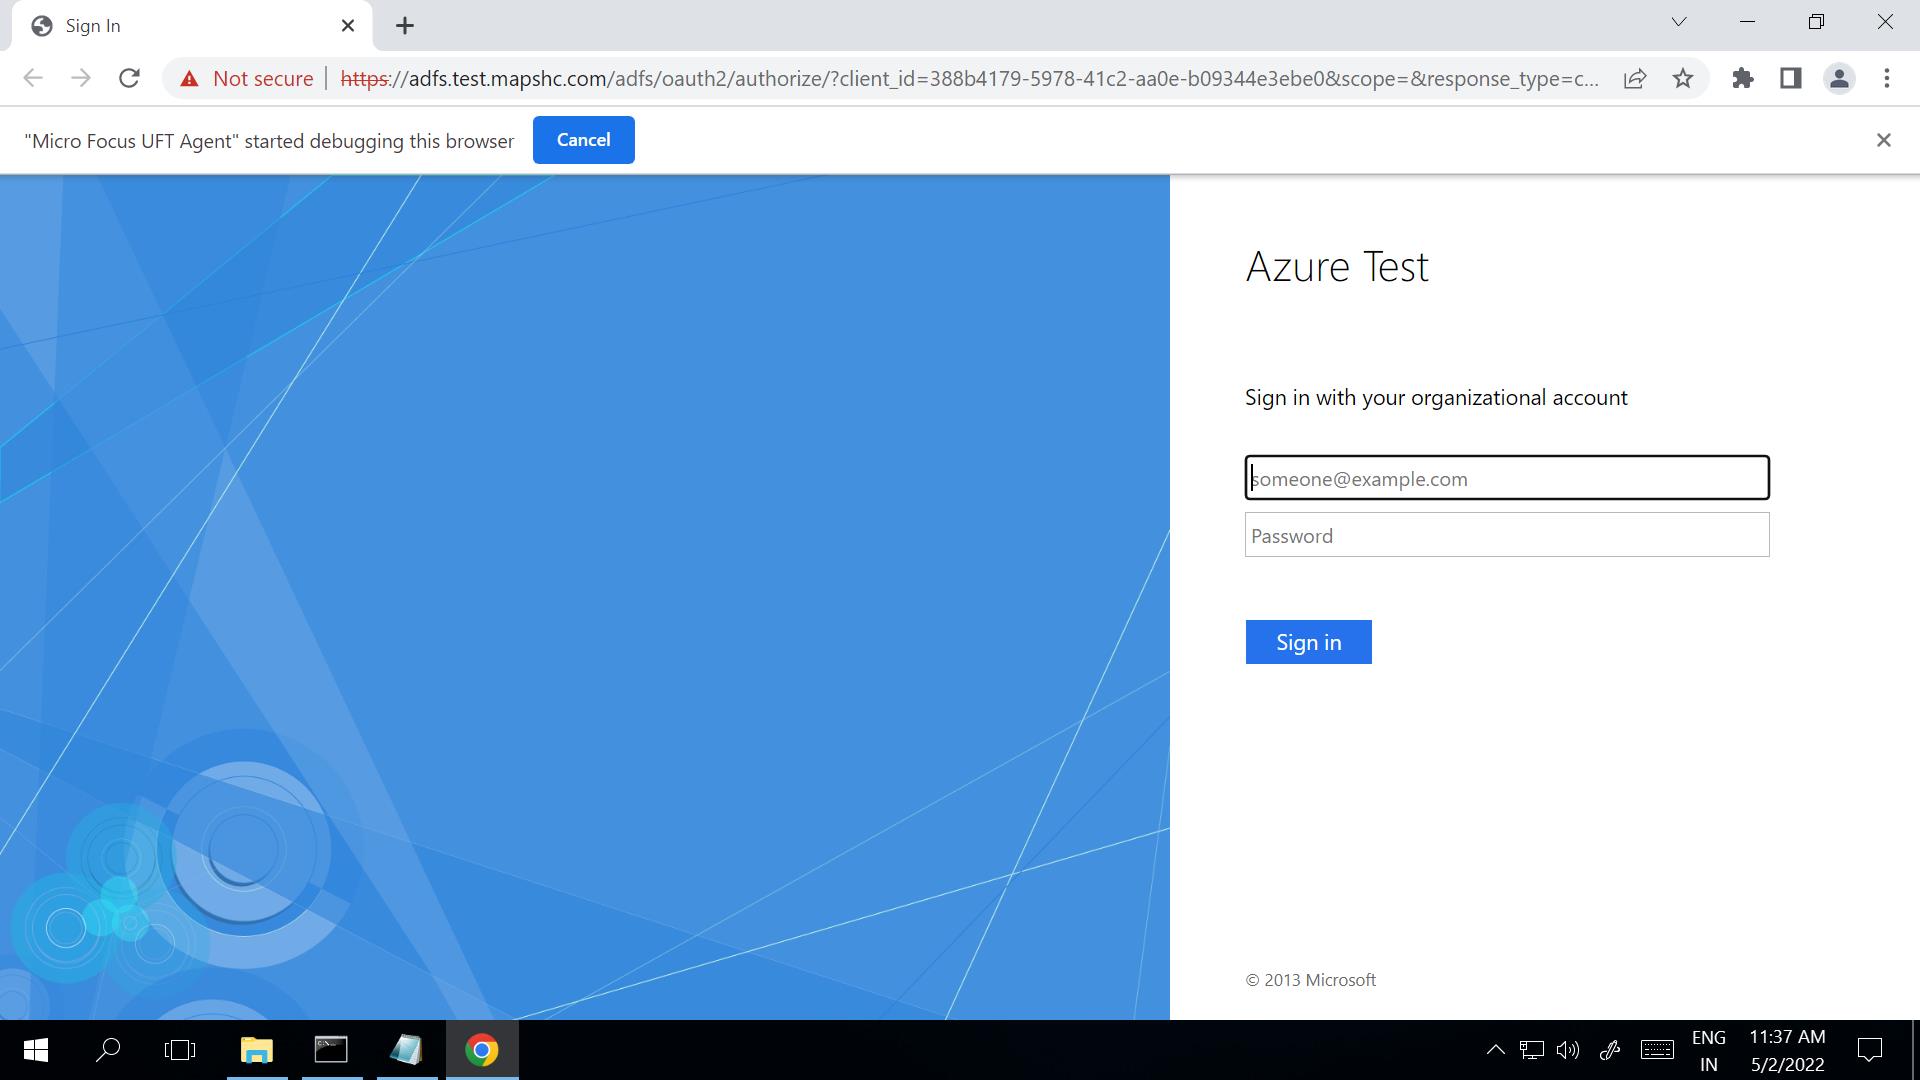 Sign In
Not secure
https://adfs.test.mapshc.com/adfs/oauth2/authorize/?client_id=388b4179-5978-41c2-aa0e-b09344e3ebe0&scope=&response_type=c...
"Micro Focus UFT Agent" started debugging this browser
Cancel
Azure Test
Sign in with your organizational account
someone@example.com
Password
Sign in
© 2013 Microsoft
ENG
IN
11:37 AM
5/2/2022